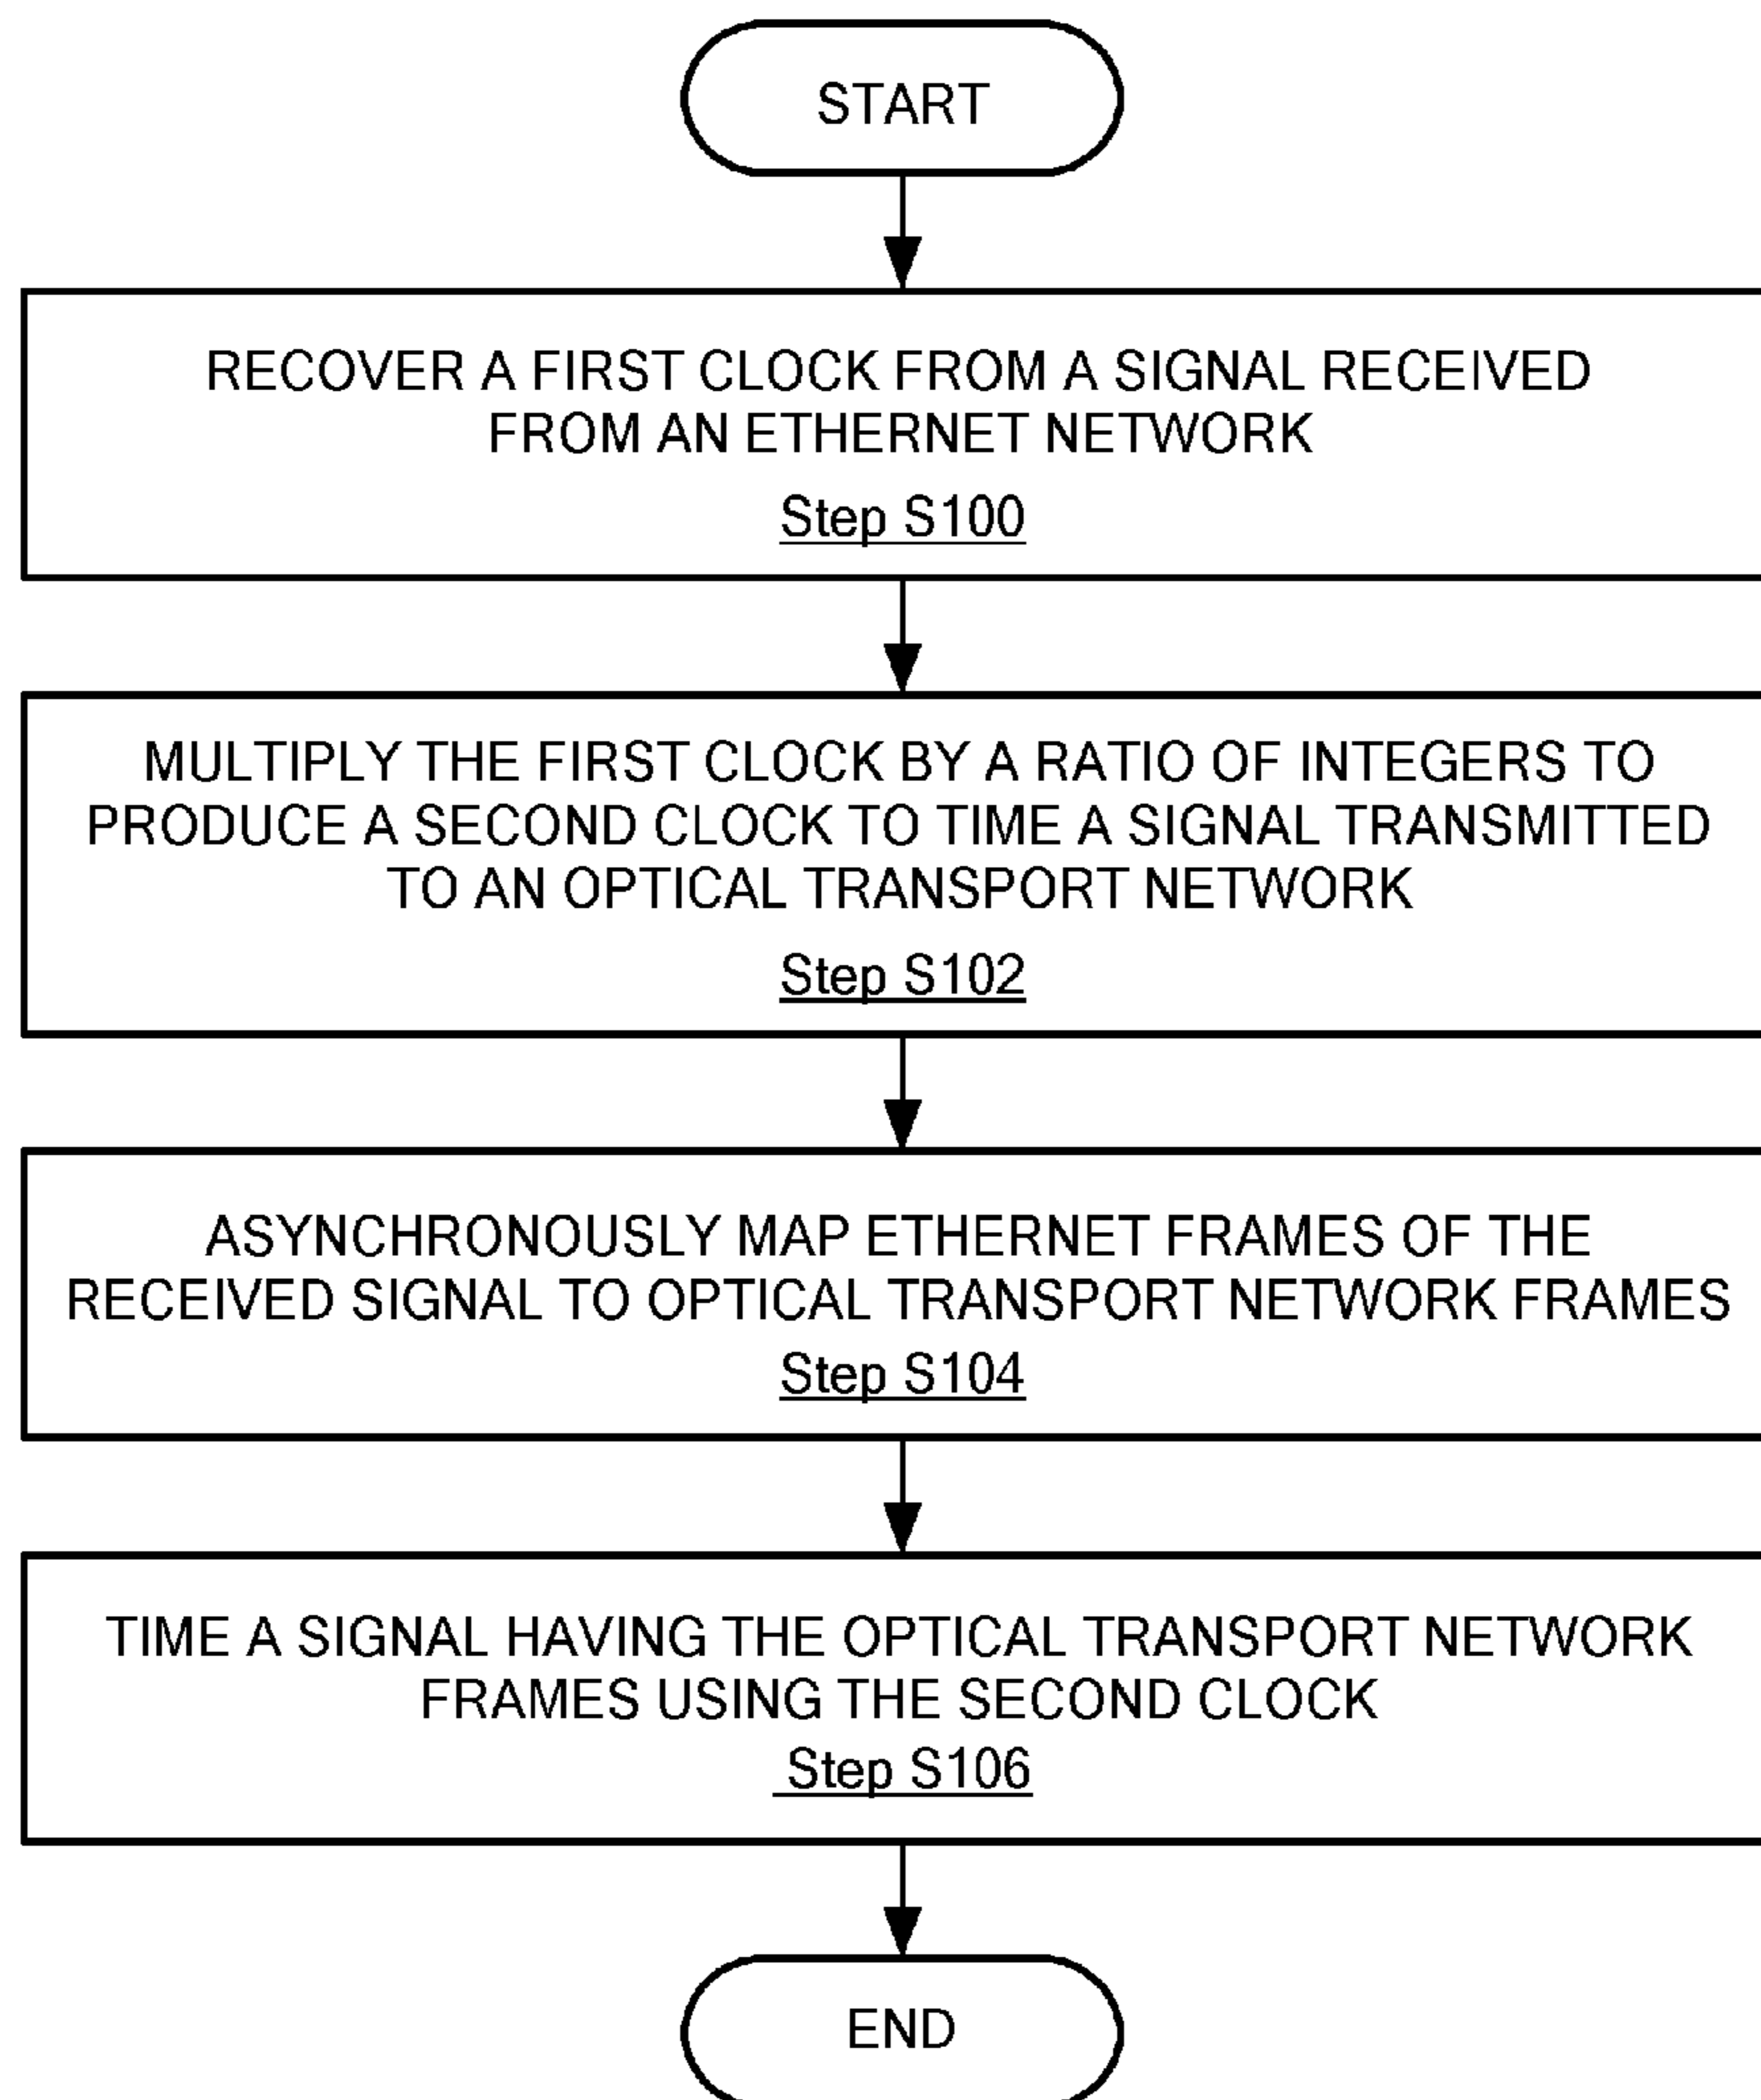 START
RECOVER A FIRST CLOCK FROM A SIGNAL RECEIVED
FROM AN ETHERNET NETWORK
Step S100
MULTIPLY THE FIRST CLOCK BY A RATIO OF INTEGERS TO
PRODUCE A SECOND CLOCK TO TIME A SIGNAL TRANSMITTED
TO AN OPTICAL TRANSPORT NETWORK
Step S102
ASYNCHRONOUSLY MAP ETHERNET FRAMES OF THE
RECEIVED SIGNAL TO OPTICAL TRANSPORT NETWORK FRAMES
Step S104
TIME A SIGNAL HAVING THE OPTICAL TRANSPORT NETWORK
FRAMES USING THE SECOND CLOCK
Step S106
END